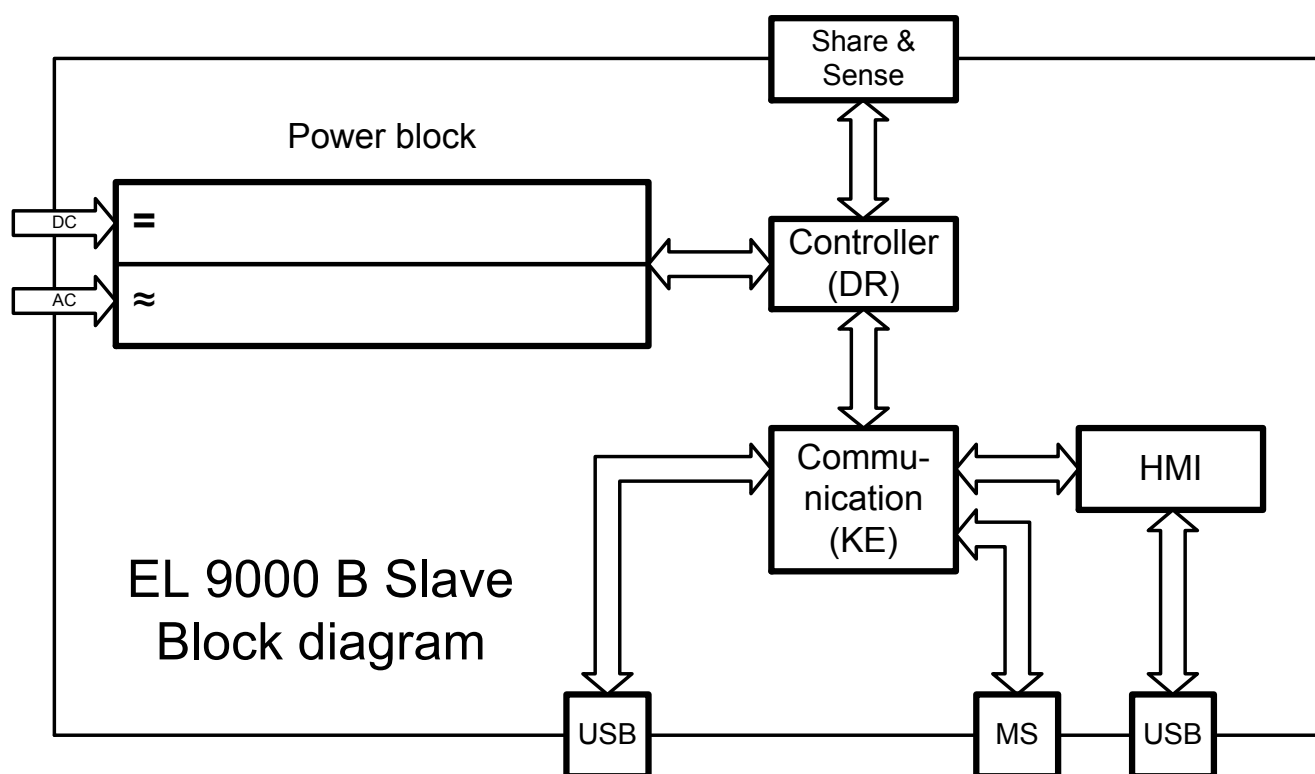 Share &
Sense
Power block
DC
=
Controller
(DR)
AC
≈
Commu-
nication
(KE)
HMI
EL 9000 B Slave
Block diagram
USB
MS
USB